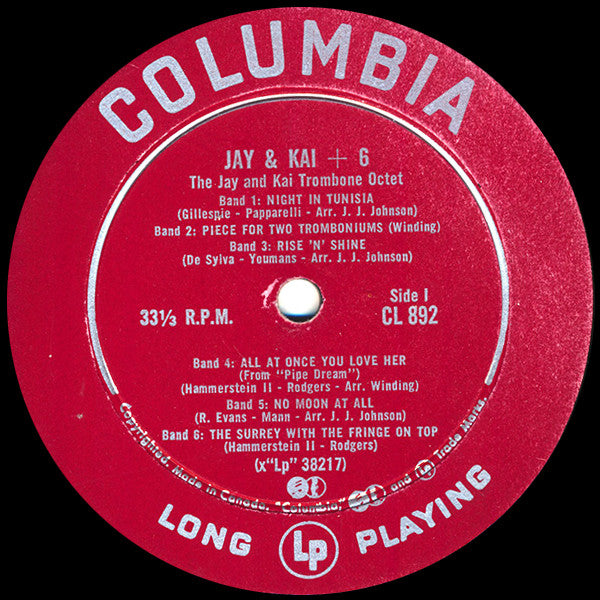 COLUMBIA
JAY & KAI + 6
The Jay and Kai Trombone Octet
Band 1: NIGHT IN TUNISIA
(Gillespie - Papparelli - Arr. J. J. Johnson)
Band 2: PIECE FOR TWO TROMBONIUMS (Winding)
Band 3: RISE 'N' SHINE
(De Sylva - Youmans - Arr. J. J. Johnson)
33⅓ R.P.M.
Side I
CL 892
Band 4: ALL AT ONCE YOU LOVE HER
(From "Pipe Dream")
(Hammerstein II - Rodgers - Arr. Winding)
Band 5: NO MOON AT ALL
(R. Evans - Mann - Arr. J. J. Johnson)
Band 6: THE SURREY WITH THE FRINGE ON TOP
(Hammerstein II - Rodgers)
(x"Lp" 38217)
Copyrighted. Made in Canada. "Columbia," and Lp Trade Marks.
LONG Lp PLAYING